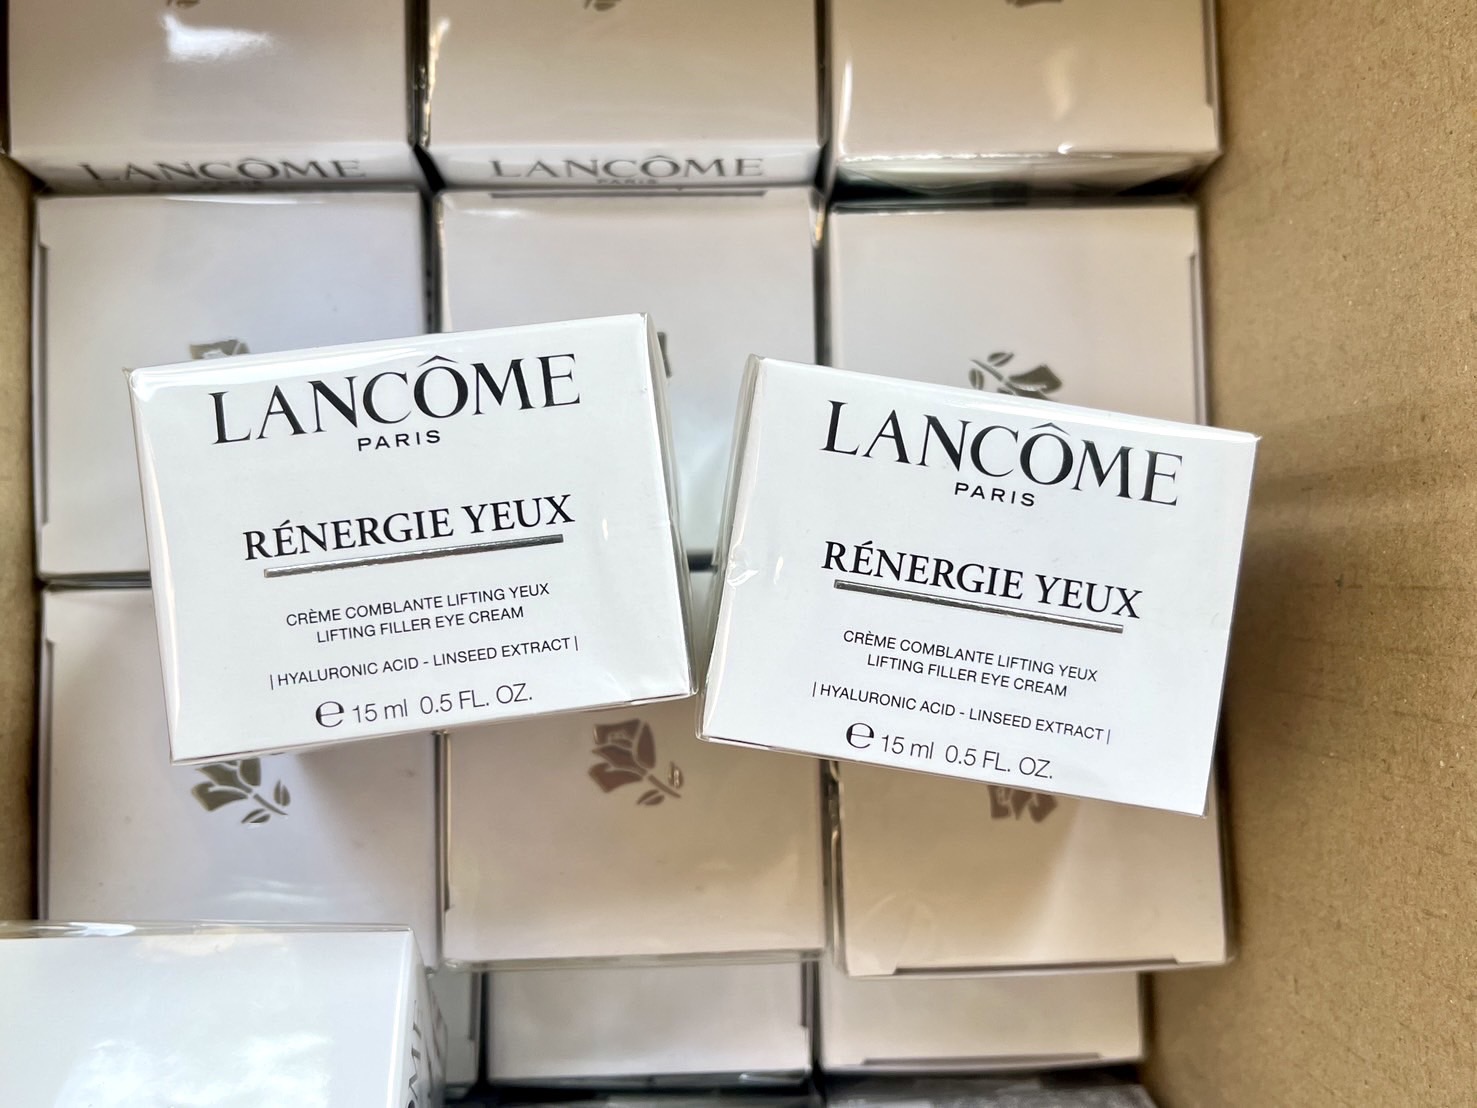 LANCÔME
PARIS
LANCÔME
PARIS
LANCÔME
PARIS
RÉNERGIE YEUX
CRÈME COMBLANTE LIFTING YEUX
LIFTING FILLER EYE CREAM
| HYALURONIC ACID - LINSEED EXTRACT |
℮ 15 ml 0.5 FL. OZ.
LANCÔME
PARIS
RÉNERGIE YEUX
CRÈME COMBLANTE LIFTING YEUX
LIFTING FILLER EYE CREAM
| HYALURONIC ACID - LINSEED EXTRACT |
℮ 15 ml 0.5 FL. OZ.